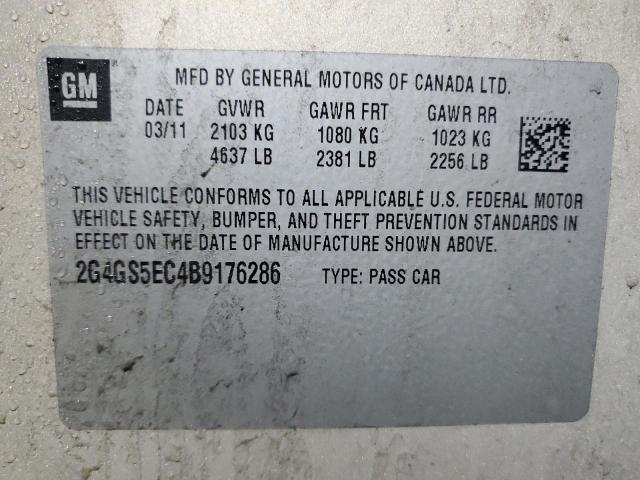 GM
MFD BY GENERAL MOTORS OF CANADA LTD.
DATE GVWR GAWR FRT GAWR RR
03/11 2103 KG 1080 KG 1023 KG
4637 LB 2381 LB 2256 LB
THIS VEHICLE CONFORMS TO ALL APPLICABLE U.S. FEDERAL MOTOR
VEHICLE SAFETY, BUMPER, AND THEFT PREVENTION STANDARDS IN
EFFECT ON THE DATE OF MANUFACTURE SHOWN ABOVE.
2G4GS5EC4B9176286 TYPE: PASS CAR